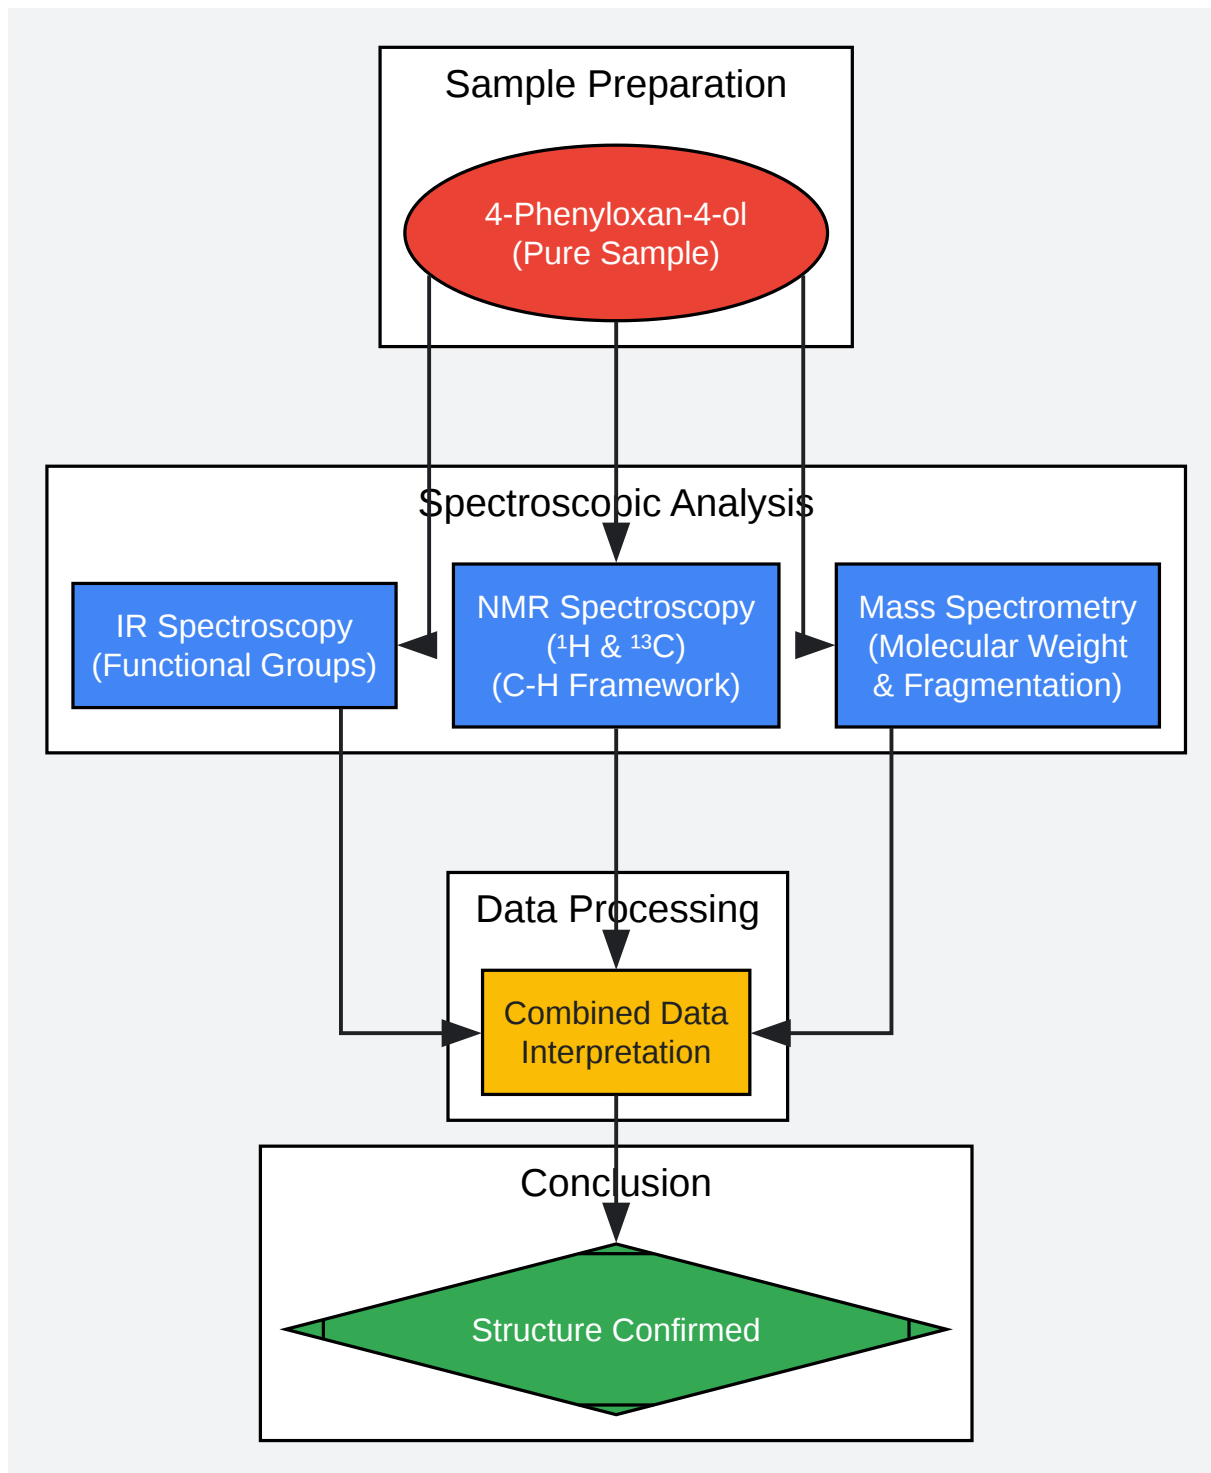 Sample Preparation
4-Phenyloxan-4-ol
(Pure Sample)
Spectroscopic Analysis
IR Spectroscopy
(Functional Groups)
NMR Spectroscopy
(¹H & ¹³C)
(C-H Framework)
Mass Spectrometry
(Molecular Weight
& Fragmentation)
Data Processing
Combined Data
Interpretation
Conclusion
Structure Confirmed